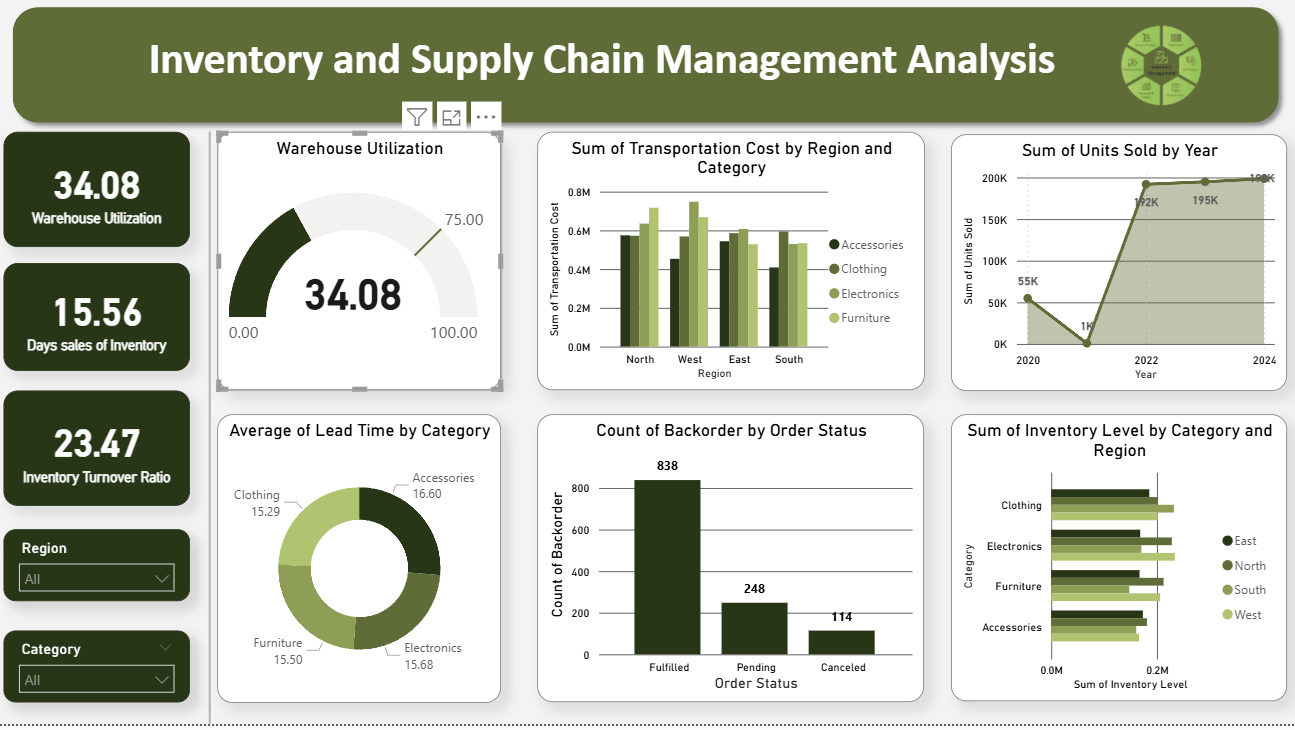 Inventory and Supply Chain Management Analysis
34.08
Warehouse Utilization
15.56
Days sales of Inventory
23.47
Inventory Turnover Ratio
Region
All
Category
All
Warehouse Utilization
75.00
34.08
0.00
100.00
Sum of Transportation Cost by Region and
Category
Sum of Transportation Cost
0.8M
0.6M
0.4M
0.2M
0.0M
North
West
East
South
Region
Accessories
Clothing
Electronics
Furniture
Sum of Units Sold by Year
Sum of Units Sold
200K
150K
100K
50K
0K
55K
1K
192K
195K
2020
2022
2024
Year
Average of Lead Time by Category
Accessories
16.60
Clothing
15.29
Furniture
15.50
Electronics
15.68
Count of Backorder by Order Status
Count of Backorder
800
600
400
200
0
838
248
114
Fulfilled
Pending
Canceled
Order Status
Sum of Inventory Level by Category and
Region
Category
Clothing
Electronics
Furniture
Accessories
0.0M
0.2M
Sum of Inventory Level
East
North
South
West